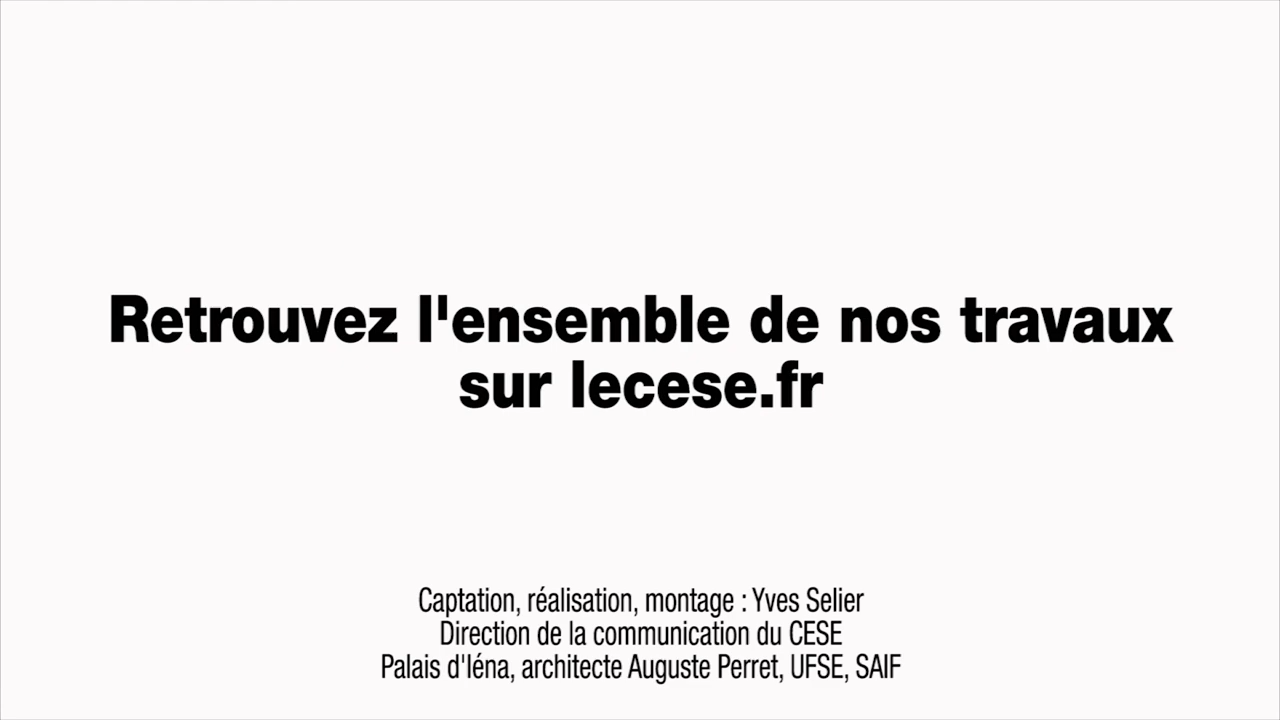 Retrouvez l'ensemble de nos travaux
sur lecese.fr
Captation, réalisation, montage : Yves Selier
Direction de la communication du CESE
Palais d'Iéna, architecte Auguste Perret, UFSE, SAIF